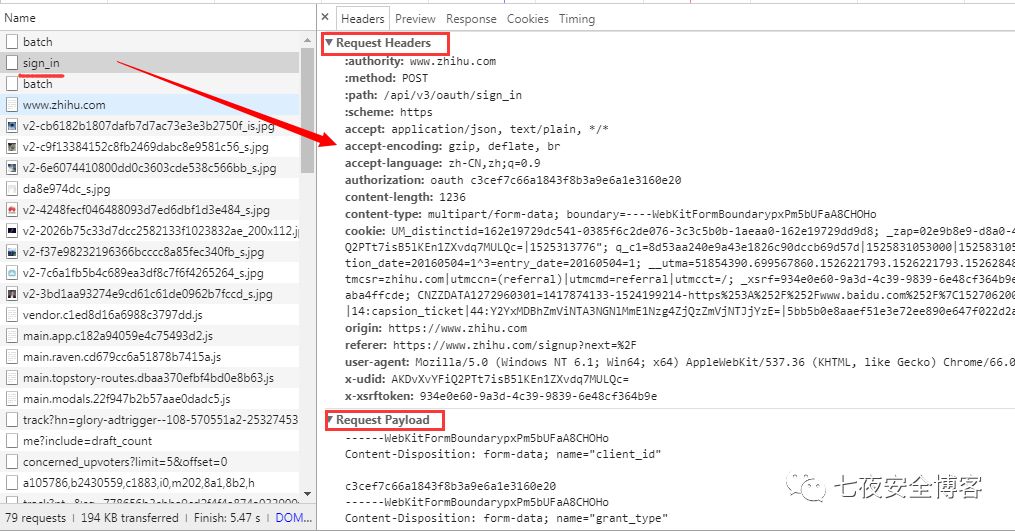 Name
batch
sign_in
batch
www.zhihu.com
v2-cb6182b1807dafb7d7ac73e3e3b2750f_is.jpg
v2-c9f13384152c8fb2469dabc8e9581c56_s.jpg
v2-6e6074410800dd0c3603cde538c566bb_s.jpg
da8e974dc_s.jpg
v2-4248fecf046488093d7ed6dbf1d3e484_s.jpg
v2-2026b75c33d7dcc2582133f1023832ae_200x112.j
v2-f37e98232196366bcccc8a85fec340fb_s.jpg
v2-7c6a1fb5b4c689ea3df8c7f6f4265264_s.jpg
v2-3bd1aa93274e9cd61c61de0962b7fccd_s.jpg
vendor.c1ed8d16a6988c3797dd.js
main.app.c182a94059e4c75493d2.js
main.raven.cd679cc6a51878b7415a.js
main.topstory-routes.dbaa370efbf4bd0e8b63.js
main.modals.22f947b2b57aae0dadc5.js
track?hn=glory-adtrigger--108-570551a2-25327453
me?include=draft_count
concerned_upvoters?limit=5&offset=0
a105786,b2430559,c1883,i0,m202,8a1,8b2,h
79 requests | 194 KB transferred | Finish: 5.47 s | DOM...
× Headers Preview Response Cookies Timing
▼ Request Headers
:authority: www.zhihu.com
:method: POST
:path: /api/v3/oauth/sign_in
:scheme: https
accept: application/json, text/plain, */*
accept-encoding: gzip, deflate, br
accept-language: zh-CN,zh;q=0.9
authorization: oauth c3cef7c66a1843f8b3a9e6a1e3160e20
content-length: 1236
content-type: multipart/form-data; boundary=----WebKitFormBoundarypxPm5bUFaA8CHOHo
cookie: UM_distinctid=162e19729dc541-0385f6c2de076-3c3c5b0b-1aeaa0-162e19729dd9d8; _zap=02e9b8e9-d8a0-4
Q2PTt7isB5lKEn1ZXvdq7MULQc=|1525313776"; q_c1=8d53aa240e9a43e1826c90dccb69d57d|1525831053000|152583105
tion_date=20160504=1^3=entry_date=20160504=1; __utma=51854390.699567860.1526221793.1526221793.15262848
tmcsr=zhihu.com|utmccn=(referral)|utmcmd=referral|utmcct=/; _xsrf=934e0e60-9a3d-4c39-9839-6e48cf364b9e
aba4ffcde; CNZZDATA1272960301=1417874133-1524199214-https%253A%252F%252Fwww.baidu.com%252F%7C152706200
|14:capsion_ticket|44:Y2YxMDBhZmViNTA3NGNlMmE1Nzg4ZjQzZmVjNTJjYzE=|5bb5b0e8aaef51e3e72ee890e647f022d2a
origin: https://www.zhihu.com
referer: https://www.zhihu.com/signup?next=%2F
user-agent: Mozilla/5.0 (Windows NT 6.1; Win64; x64) AppleWebKit/537.36 (KHTML, like Gecko) Chrome/66.0
x-udid: AKDvXvYFiQ2PTt7isB5lKEn1ZXvdq7MULQc=
x-xsrftoken: 934e0e60-9a3d-4c39-9839-6e48cf364b9e
▼ Request Payload
------WebKitFormBoundarypxPm5bUFaA8CHOHo
Content-Disposition: form-data; name="client_id"
c3cef7c66a1843f8b3a9e6a1e3160e20
------WebKitFormBoundarypxPm5bUFaA8CHOHo
Content-Disposition: form-data; name="grant_type"
七夜安全博客